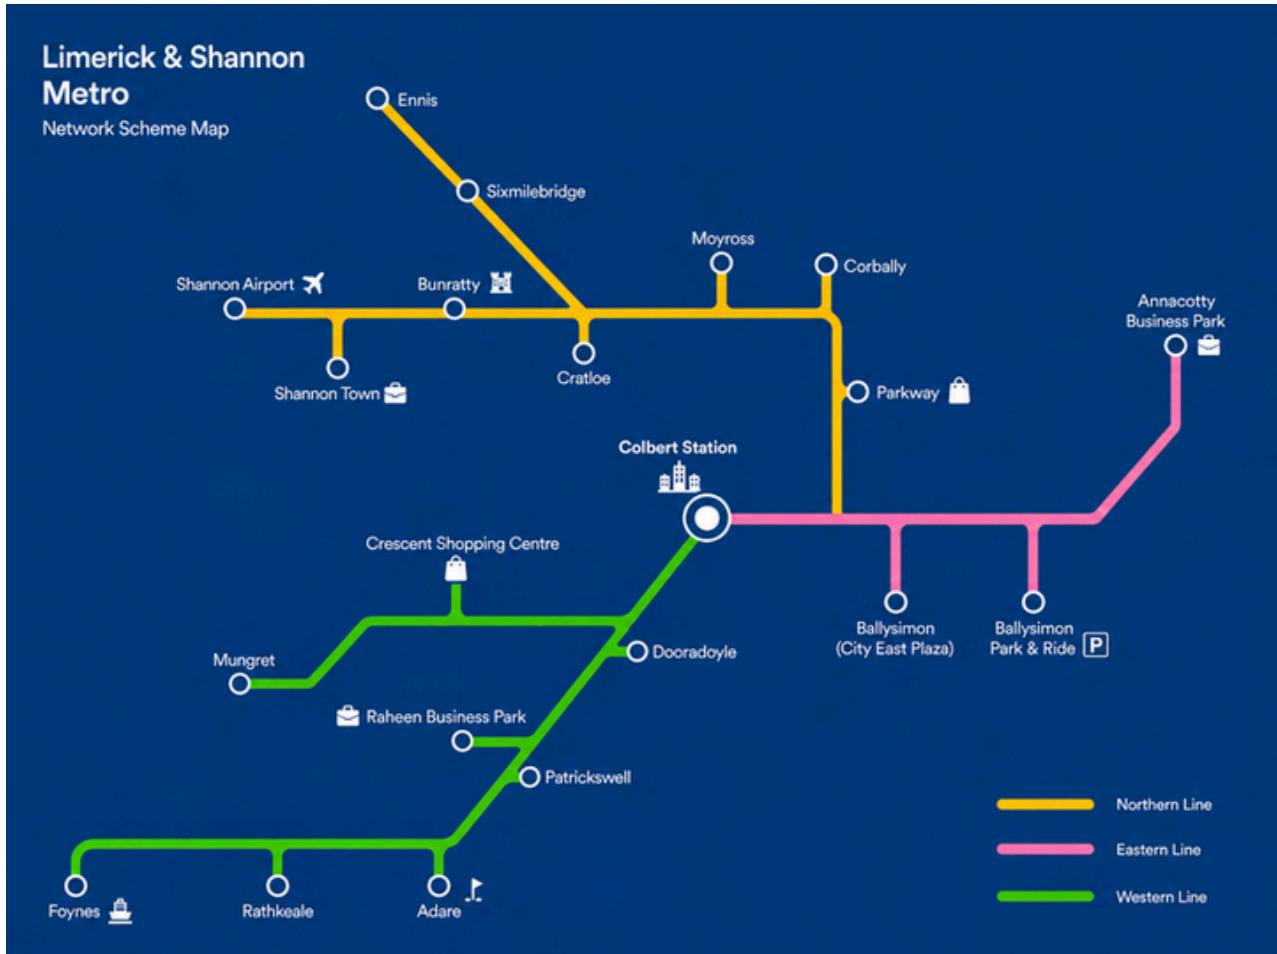 Limerick & Shannon
Metro
Network Scheme Map
Ennis
Sixmilebridge
Moyross
Corbally
Shannon Airport
Bunratty
Annacotty
Business Park
Cratloe
Shannon Town
Parkway
Colbert Station
Crescent Shopping Centre
Ballysimon
(City East Plaza)
Ballysimon
Park & Ride
P
Dooradoyle
Mungret
Raheen Business Park
Patrickswell
Northern Line
Eastern Line
Western Line
Foynes
Rathkeale
Adare